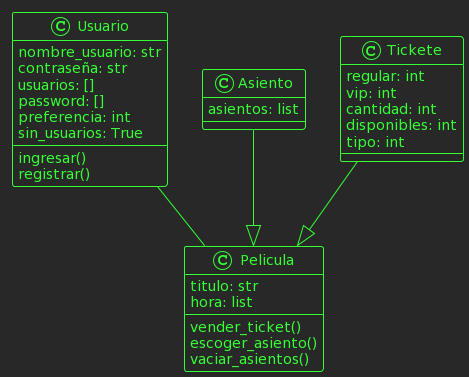 C Usuario
nombre_usuario: str
contraseña: str
usuarios: []
password: []
preferencia: int
sin_usuarios: True
ingresar()
registrar()
C Asiento
asientos: list
C Tickete
regular: int
vip: int
cantidad: int
disponibles: int
tipo: int
C Pelicula
titulo: str
hora: list
vender_ticket()
escoger_asiento()
vaciar_asientos()